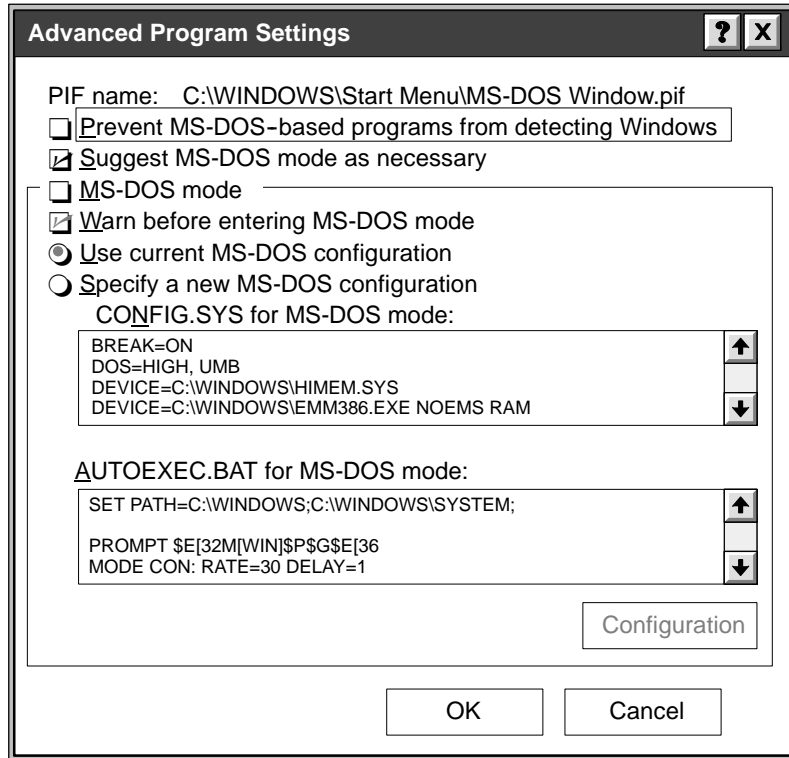 Advanced Program Settings ? X
PIF name: C:\WINDOWS\Start Menu\MS-DOS Window.pif
Prevent MS-DOS-based programs from detecting Windows
Suggest MS-DOS mode as necessary
MS-DOS mode
Warn before entering MS-DOS mode
Use current MS-DOS configuration
Specify a new MS-DOS configuration
CONFIG.SYS for MS-DOS mode:
BREAK=ON
DOS=HIGH, UMB
DEVICE=C:\WINDOWS\HIMEM.SYS
DEVICE=C:\WINDOWS\EMM386.EXE NOEMS RAM
AUTOEXEC.BAT for MS-DOS mode:
SET PATH=C:\WINDOWS;C:\WINDOWS\SYSTEM;
PROMPT $E[32M[WIN]$P$G$E[36
MODE CON: RATE=30 DELAY=1
Configuration
OK Cancel